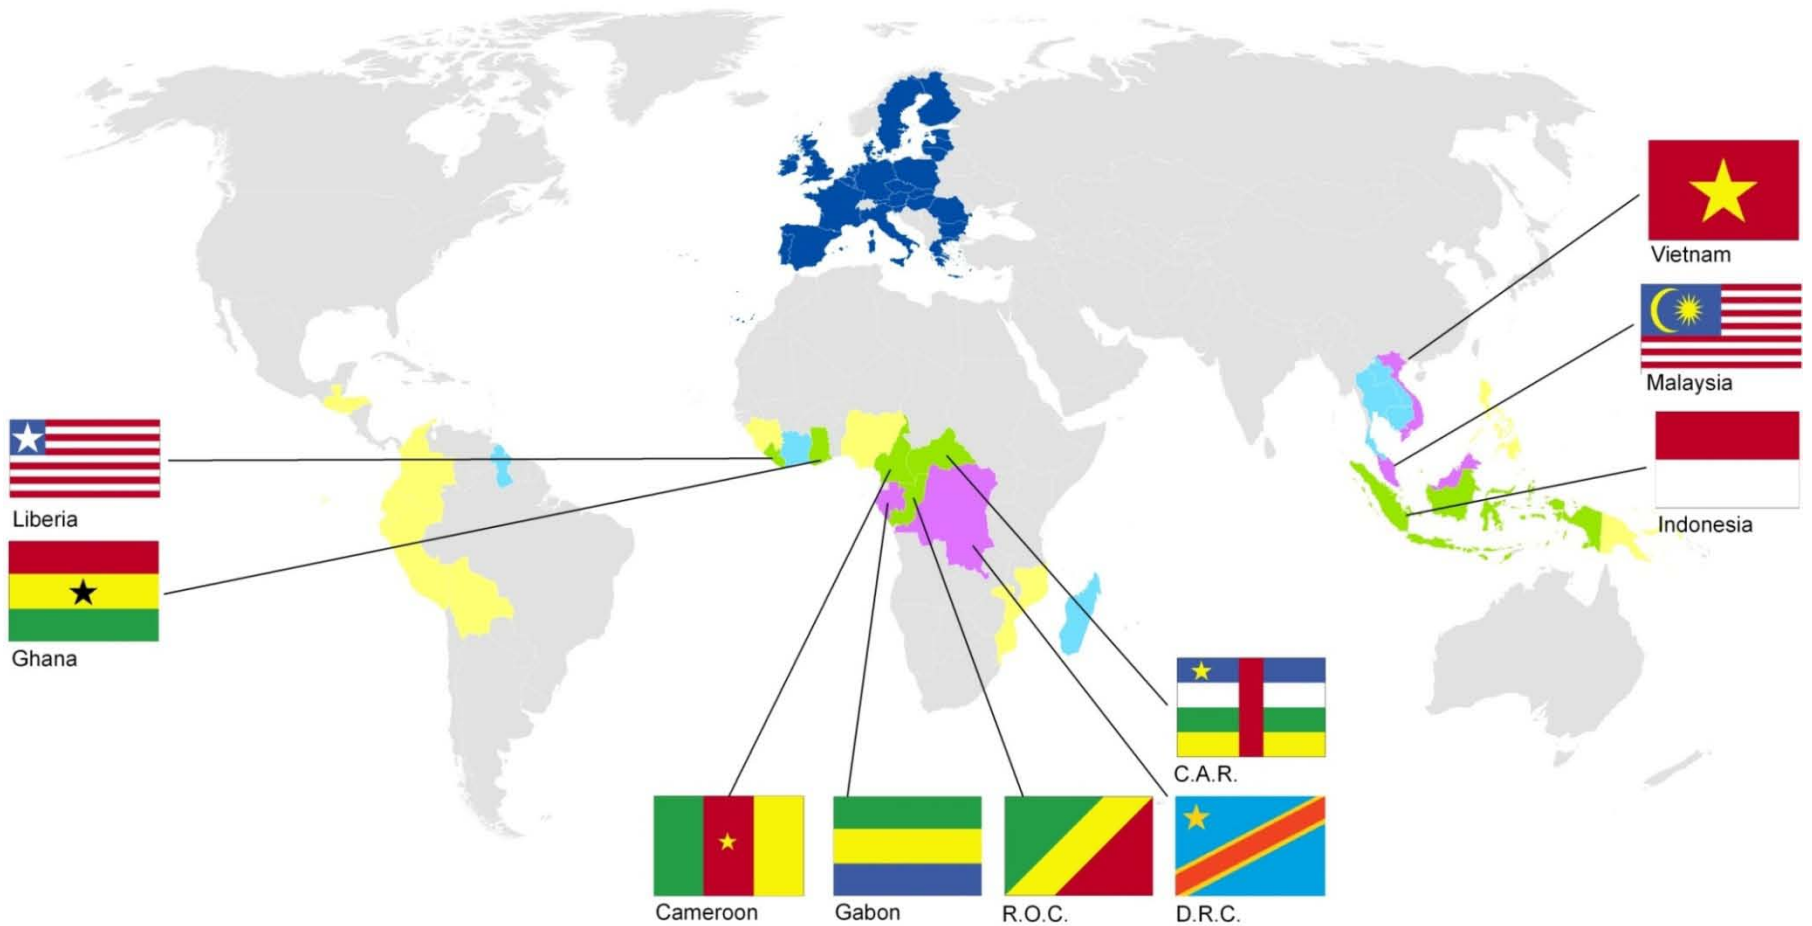 Vietnam
Malaysia
Liberia
Indonesia
Ghana
C.A.R.
Cameroon
Gabon
R.O.C.
D.R.C.